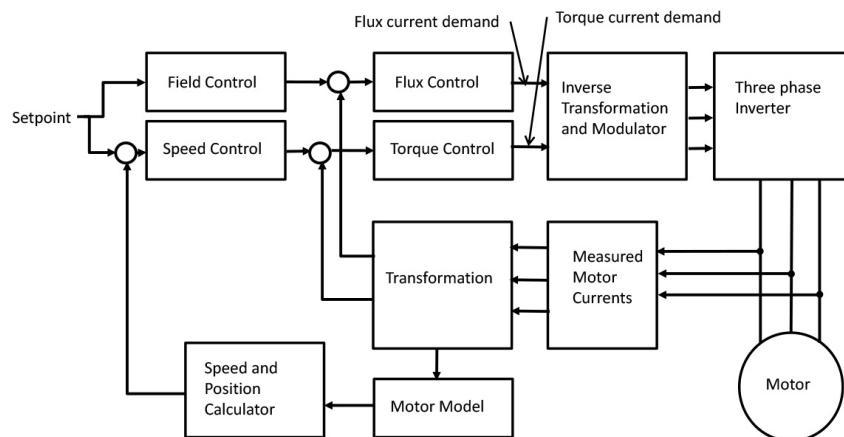 Flux current demand
Torque current demand
Setpoint
Field Control
Flux Control
Inverse
Transformation
and Modulator
Three phase
Inverter
Speed Control
Torque Control
Transformation
Measured
Motor
Currents
Speed and
Position
Calculator
Motor Model
Motor